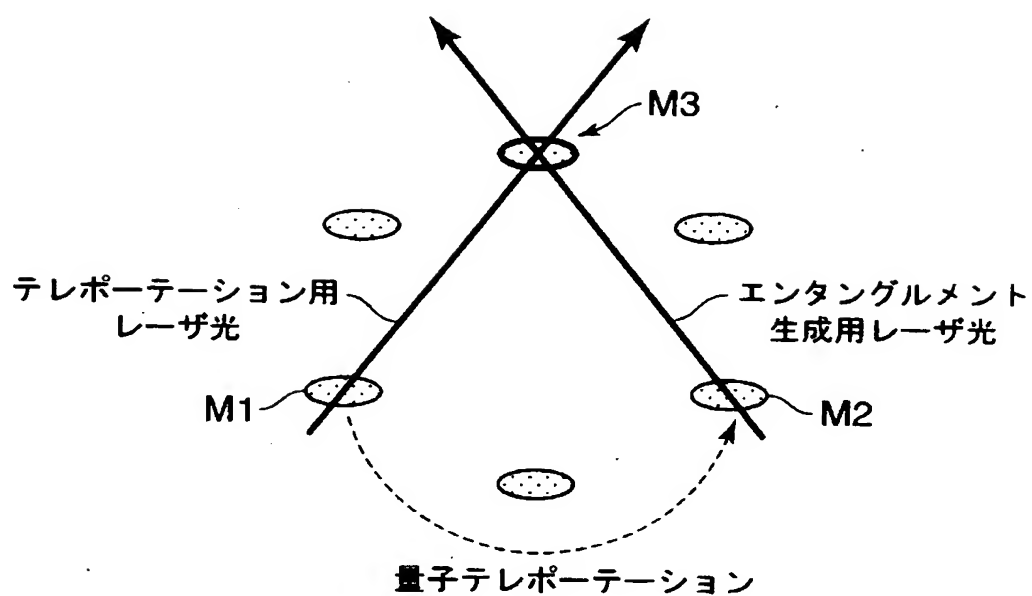 M3
テレポーテーション用
レーザ光
エンタングルメント
生成用レーザ光
M1
M2
量子テレポーテーション